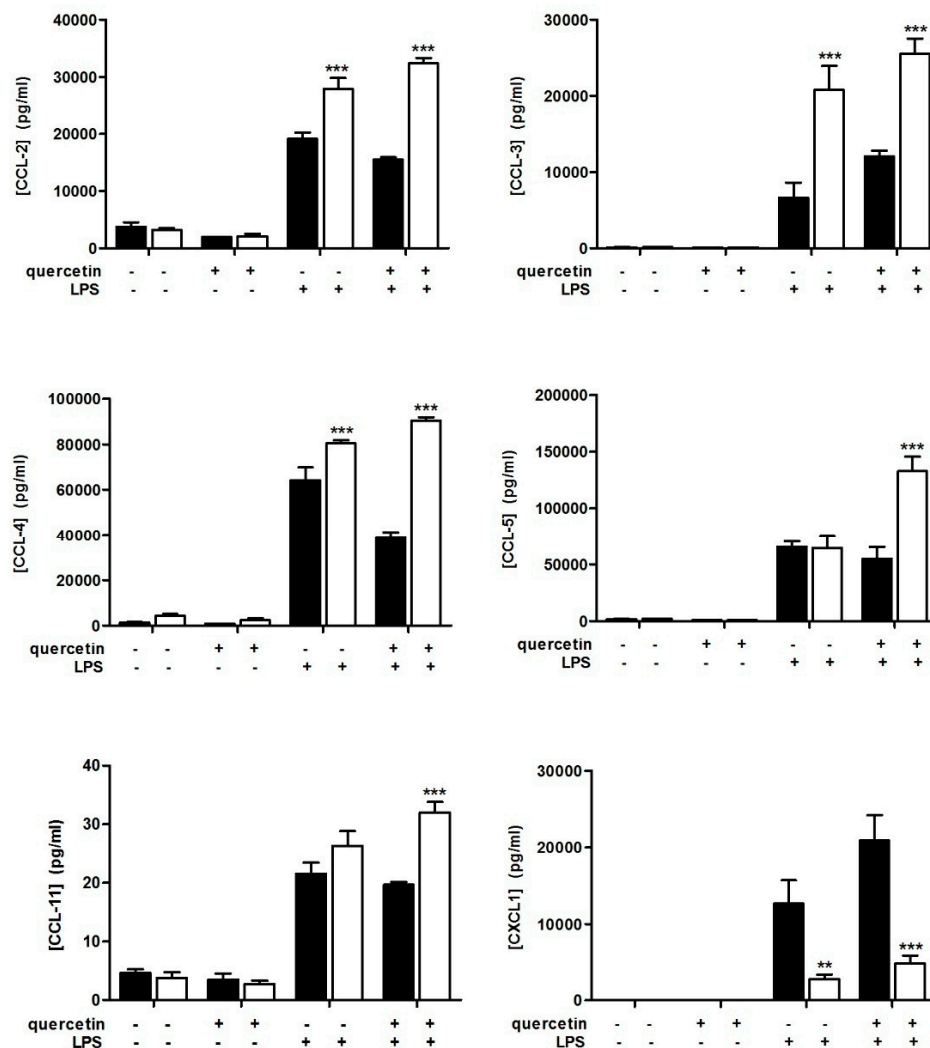 40000
***
***
30000
20000
10000
0
[CCL-2] (pg/ml)
quercetin - - + + - - + +
LPS - - - - + + + +
30000
***
***
20000
10000
0
[CCL-3] (pg/ml)
quercetin - - + + - - + +
LPS - - - - + + + +
100000
***
***
80000
60000
40000
20000
0
[CCL-4] (pg/ml)
quercetin - - + + - - + +
LPS - - - - + + + +
200000
***
150000
100000
50000
0
[CCL-5] (pg/ml)
quercetin - - + + - - + +
LPS - - - - + + + +
40
***
30
20
10
0
[CCL-11] (pg/ml)
quercetin - - + + - - + +
LPS - - - - + + + +
30000
20000
10000
**
***
0
[CXCL1] (pg/ml)
quercetin - - + + - - + +
LPS - - - - + + + +